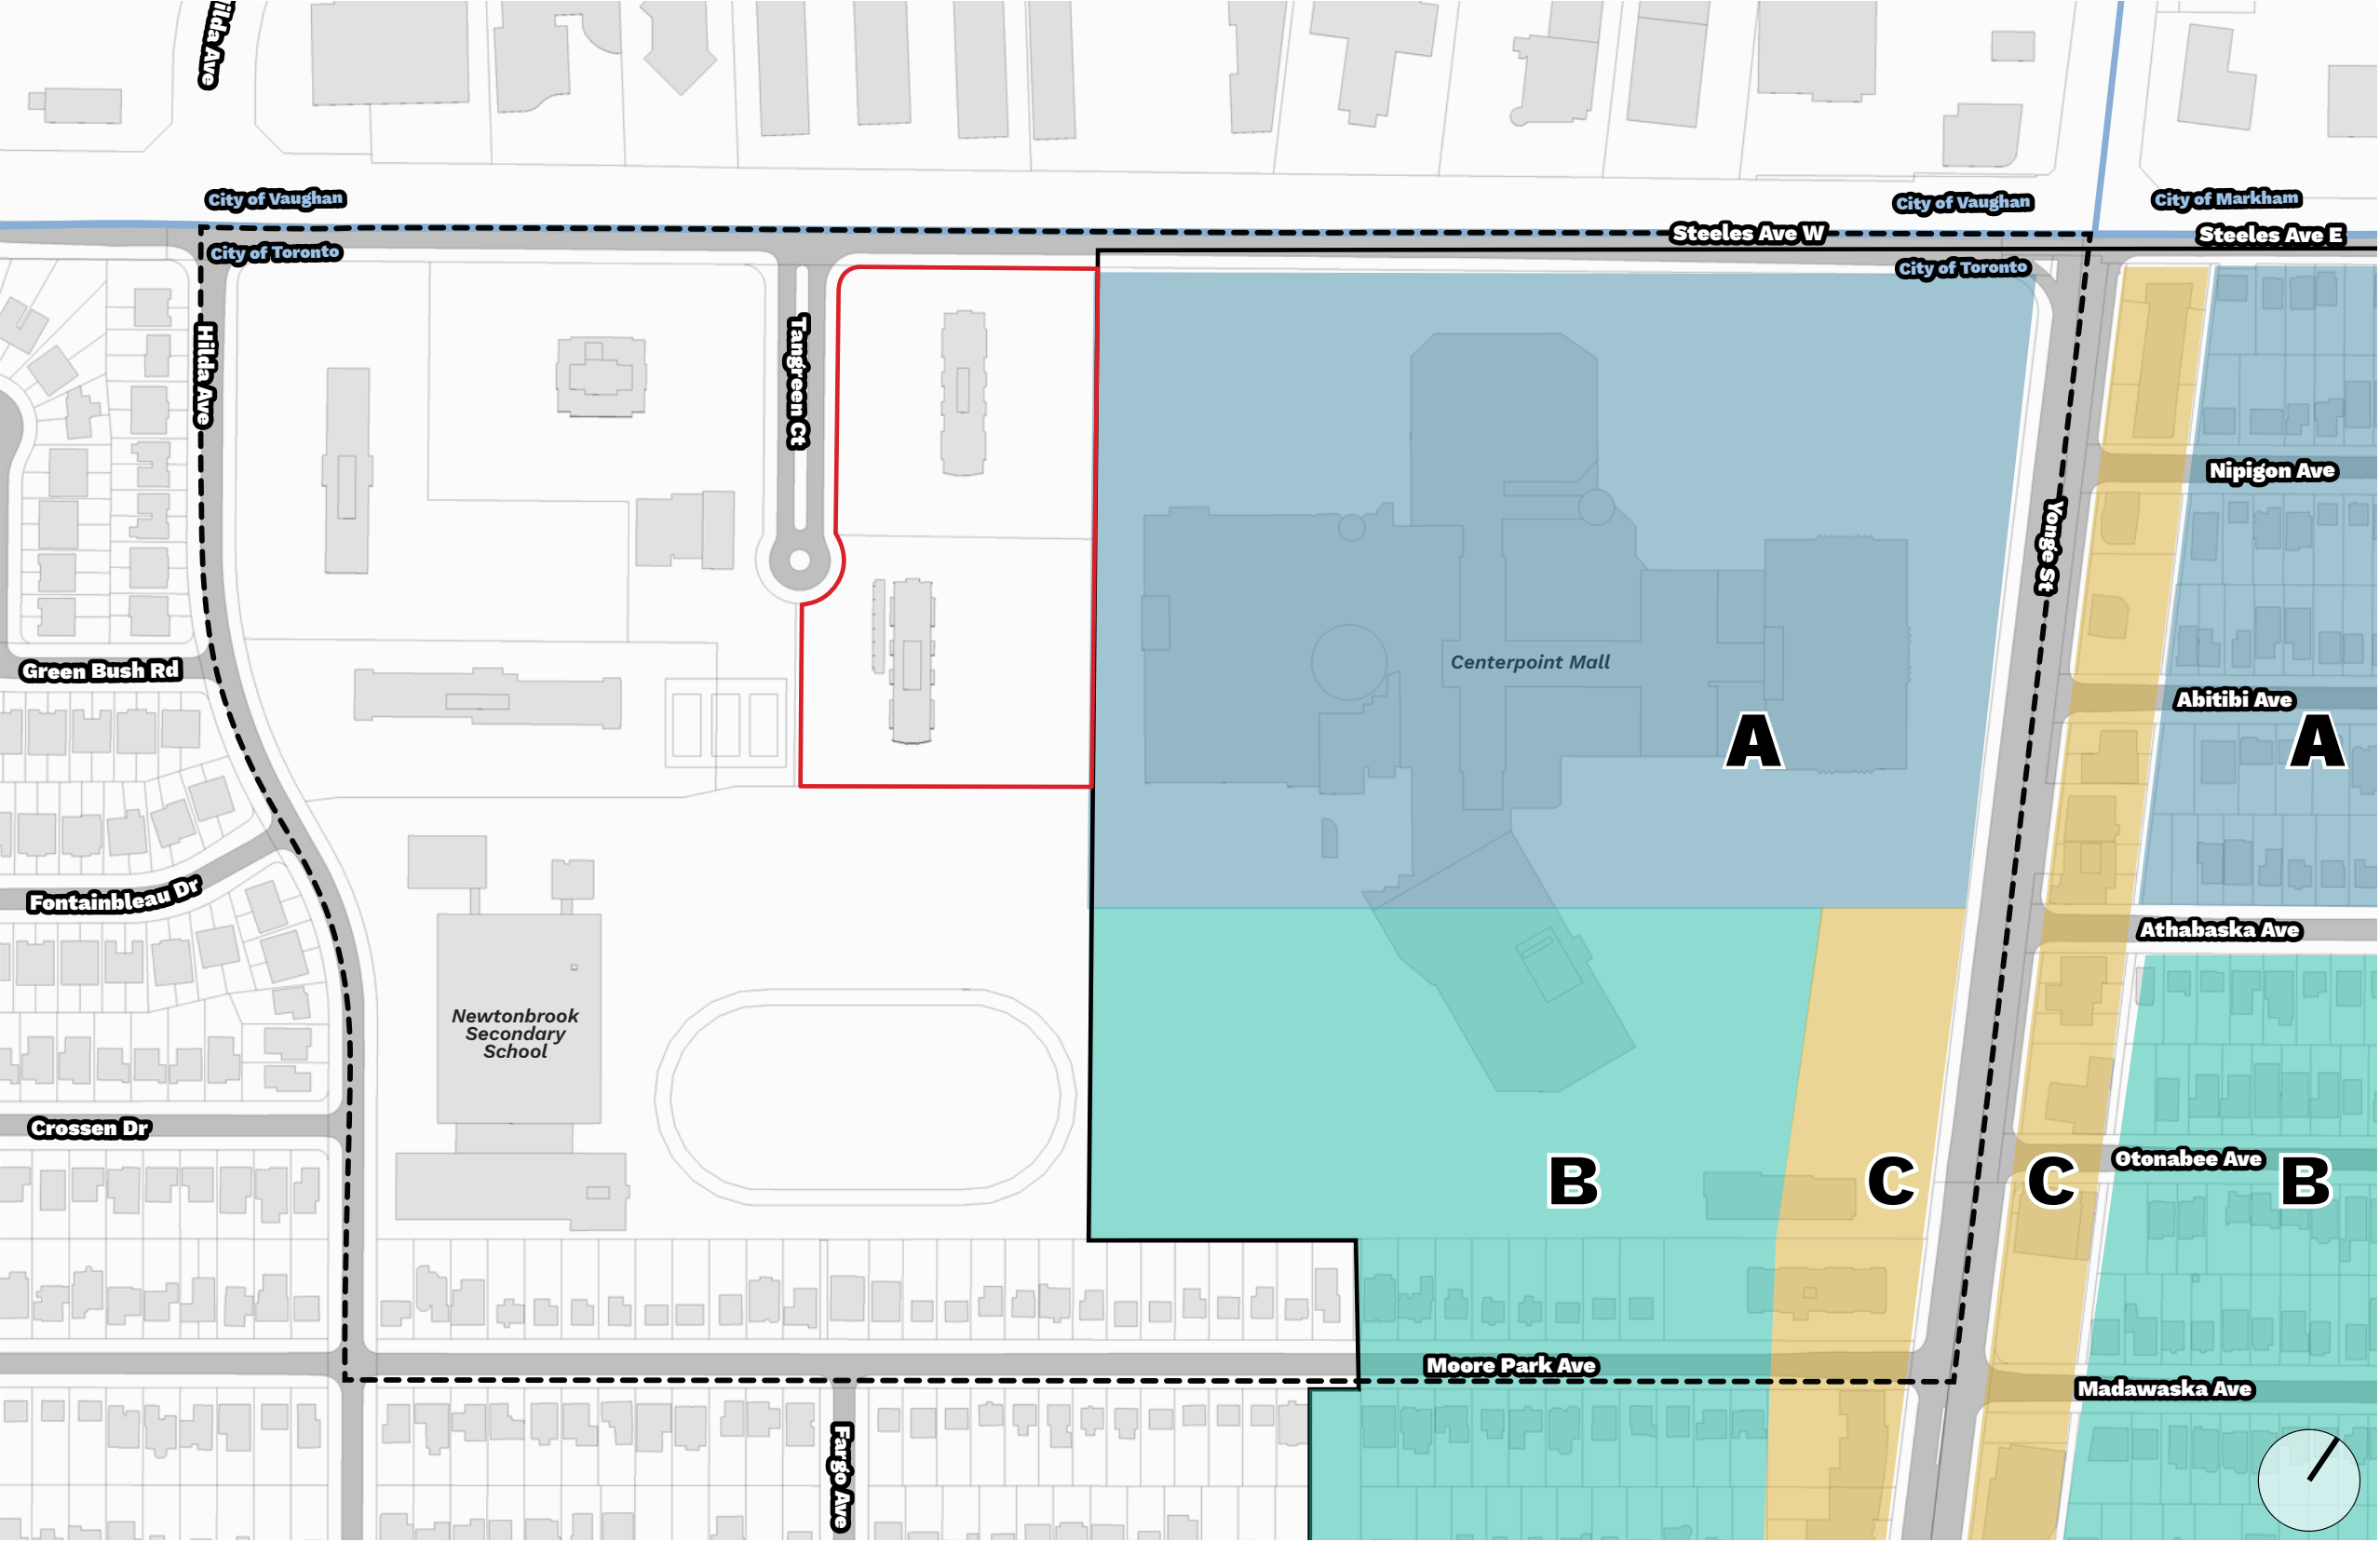 ilda Ave
City of Vaughan
City of Vaughan
City of Markham
Steeles Ave W
Steeles Ave E
City of Toronto
City of Toronto
Hilda Ave
Tangreen Ct
Nipigon Ave
Yonge St
Green Bush Rd
Centerpoint Mall
Abitibi Ave
A
A
Fontainbleau Dr
Athabaska Ave
Newtonbrook
Secondary
School
Crossen Dr
Otonabee Ave
B
C
C
B
Moore Park Ave
Madawaska Ave
Fargo Ave